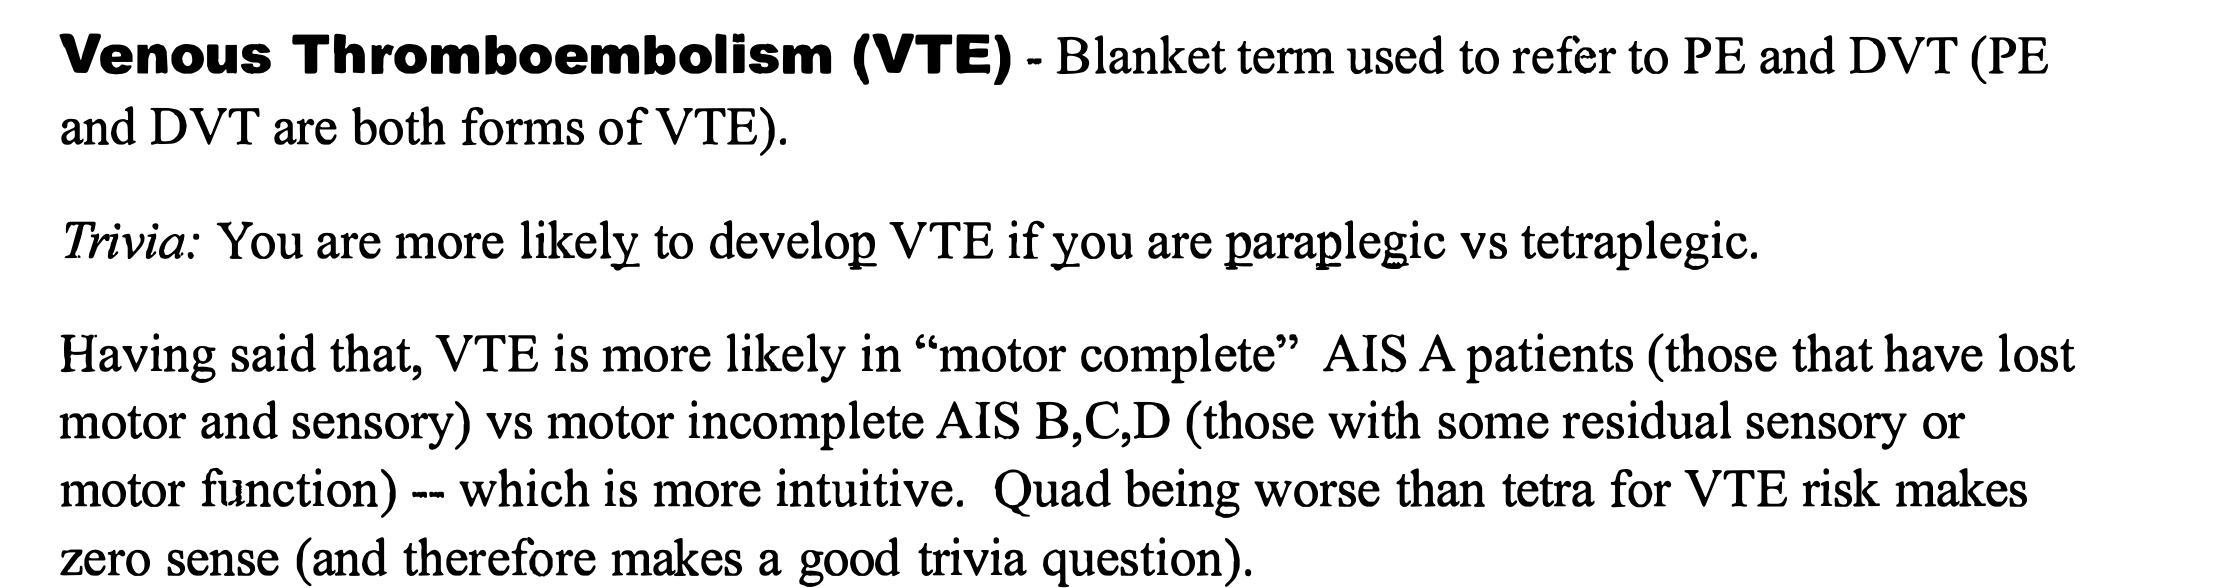 Venous Thromboembolism (VTE) - Blanket term used to refer to PE and DVT (PE
and DVT are both forms of VTE).
Trivia: You are more likely to develop VTE if you are paraplegic vs tetraplegic.
Having said that, VTE is more likely in “motor complete” AIS A patients (those that have lost
motor and sensory) vs motor incomplete AIS B,C,D (those with some residual sensory or
motor function) -- which is more intuitive. Quad being worse than tetra for VTE risk makes
zero sense (and therefore makes a good trivia question).